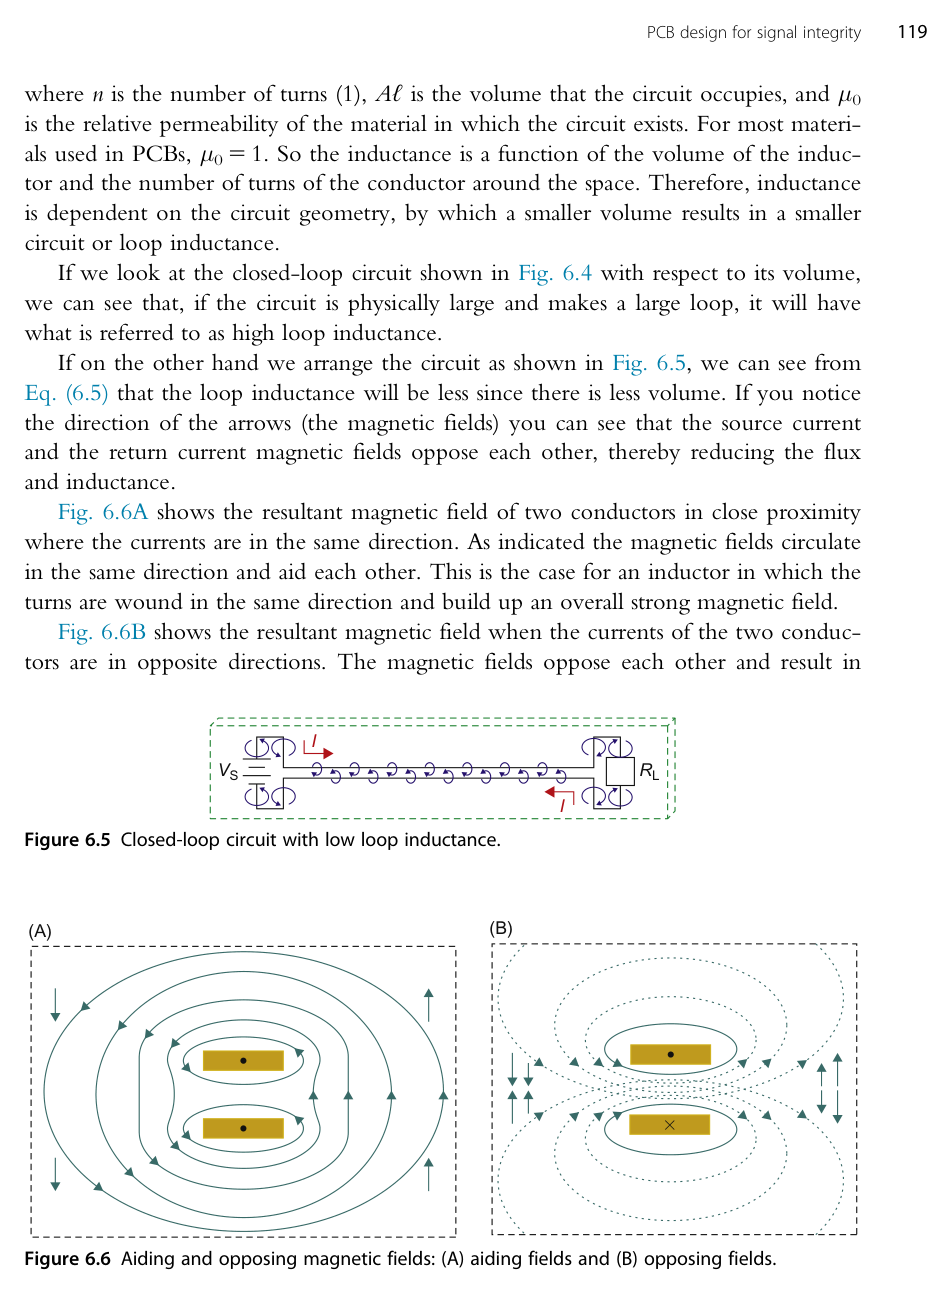 PCB design for signal integrity 119
where n is the number of turns (1), Aℓ is the volume that the circuit occupies, and μ0
is the relative permeability of the material in which the circuit exists. For most materi-
als used in PCBs, μ0 = 1. So the inductance is a function of the volume of the induc-
tor and the number of turns of the conductor around the space. Therefore, inductance
is dependent on the circuit geometry, by which a smaller volume results in a smaller
circuit or loop inductance.
If we look at the closed-loop circuit shown in Fig. 6.4 with respect to its volume,
we can see that, if the circuit is physically large and makes a large loop, it will have
what is referred to as high loop inductance.
If on the other hand we arrange the circuit as shown in Fig. 6.5, we can see from
Eq. (6.5) that the loop inductance will be less since there is less volume. If you notice
the direction of the arrows (the magnetic fields) you can see that the source current
and the return current magnetic fields oppose each other, thereby reducing the flux
and inductance.
Fig. 6.6A shows the resultant magnetic field of two conductors in close proximity
where the currents are in the same direction. As indicated the magnetic fields circulate
in the same direction and aid each other. This is the case for an inductor in which the
turns are wound in the same direction and build up an overall strong magnetic field.
Fig. 6.6B shows the resultant magnetic field when the currents of the two conduc-
tors are in opposite directions. The magnetic fields oppose each other and result in
I
VS
RL
I
Figure 6.5 Closed-loop circuit with low loop inductance.
(A)
(B)
Figure 6.6 Aiding and opposing magnetic fields: (A) aiding fields and (B) opposing fields.